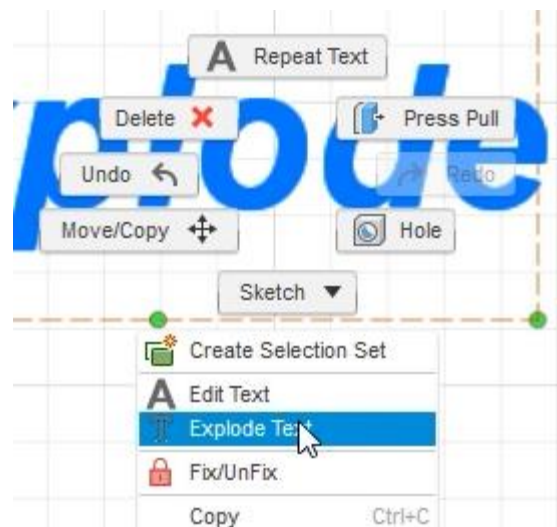 Repeat Text
plode
Delete
Press Pull
Undo
Redo
Move/Copy
Hole
Sketch
Create Selection Set
Edit Text
Explode Text
Fix/UnFix
Copy Ctrl+C